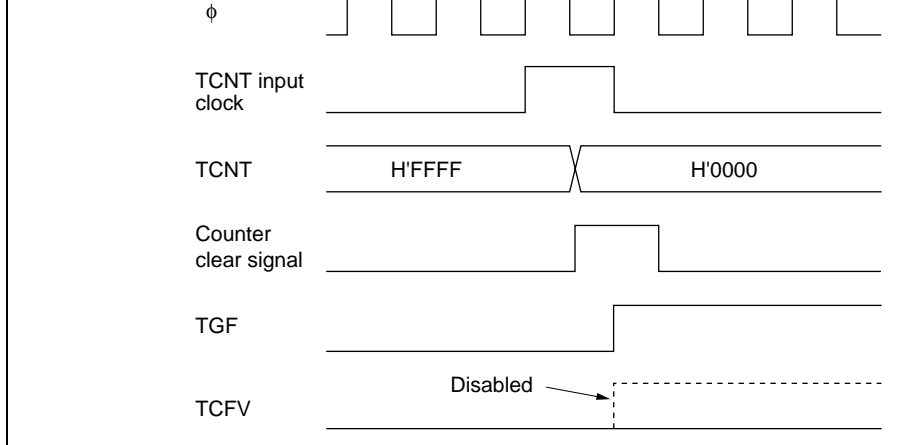 ϕ
TCNT input
clock
TCNT
H'FFFF
H'0000
Counter
clear signal
TGF
Disabled
TCFV